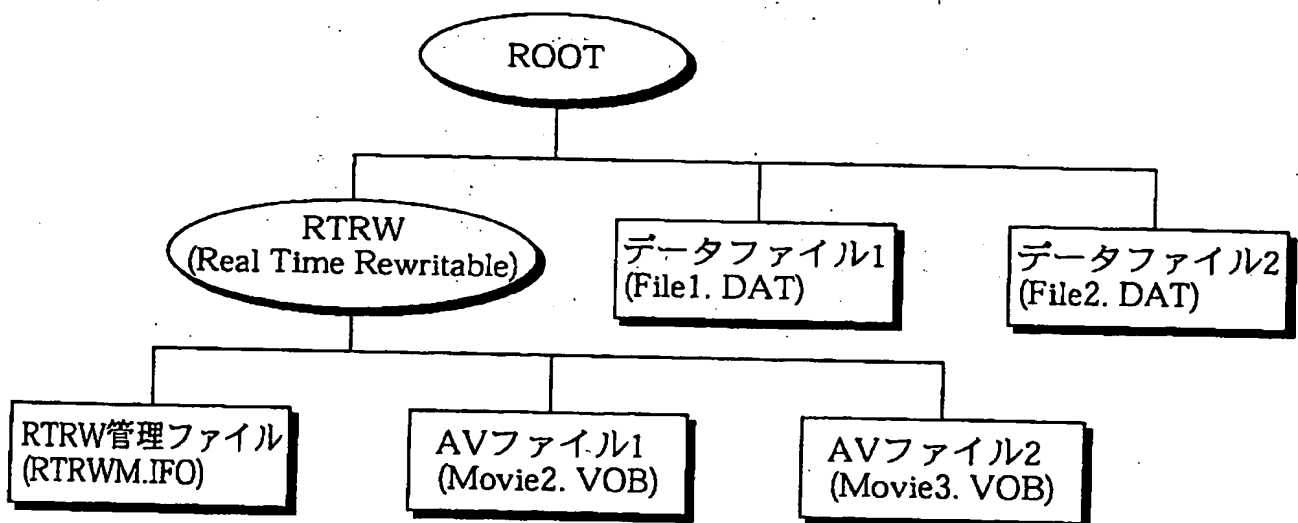 ROOT
RTRW
(Real Time Rewritable)
データファイル1
(File1. DAT)
データファイル2
(File2. DAT)
RTRW管理ファイル
(RTRWM.IFO)
AVファイル1
(Movie2. VOB)
AVファイル2
(Movie3. VOB)